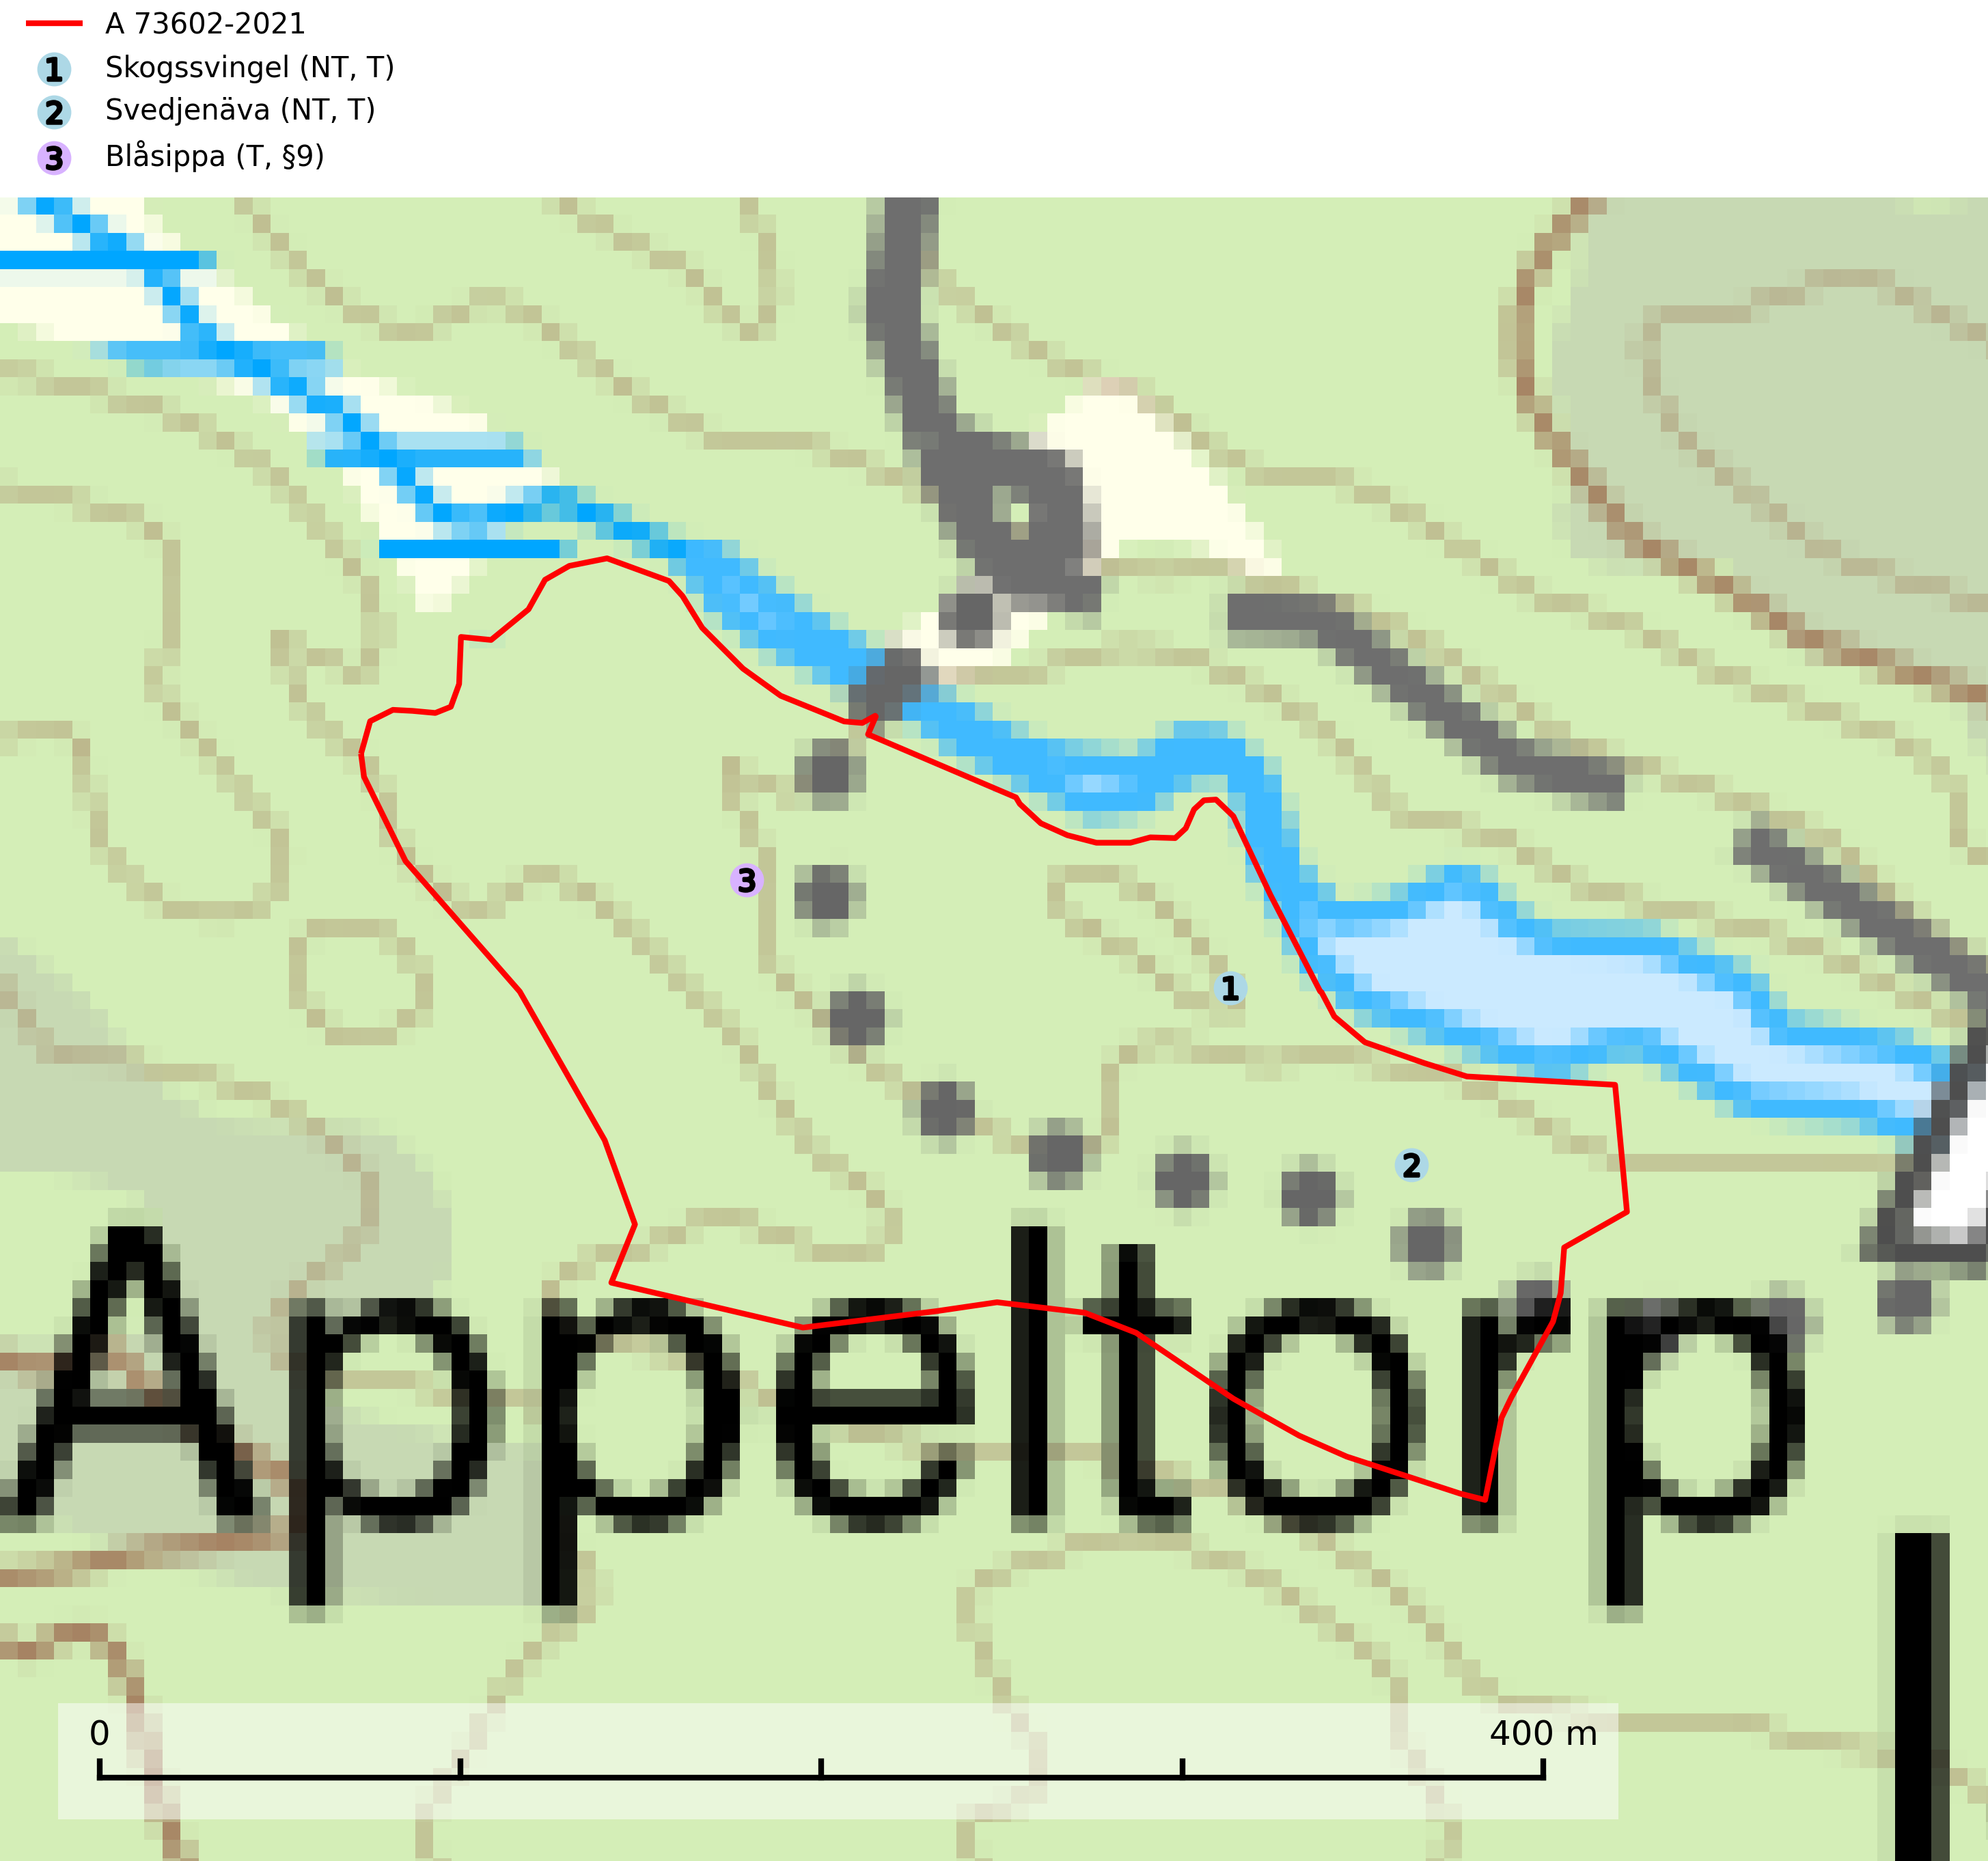 A 73602-2021
1 Skogssvingel (NT, T)
2 Svedjenäva (NT, T)
3 Blåsippa (T, §9)
3
1
2
Appeltorp
0 400 m